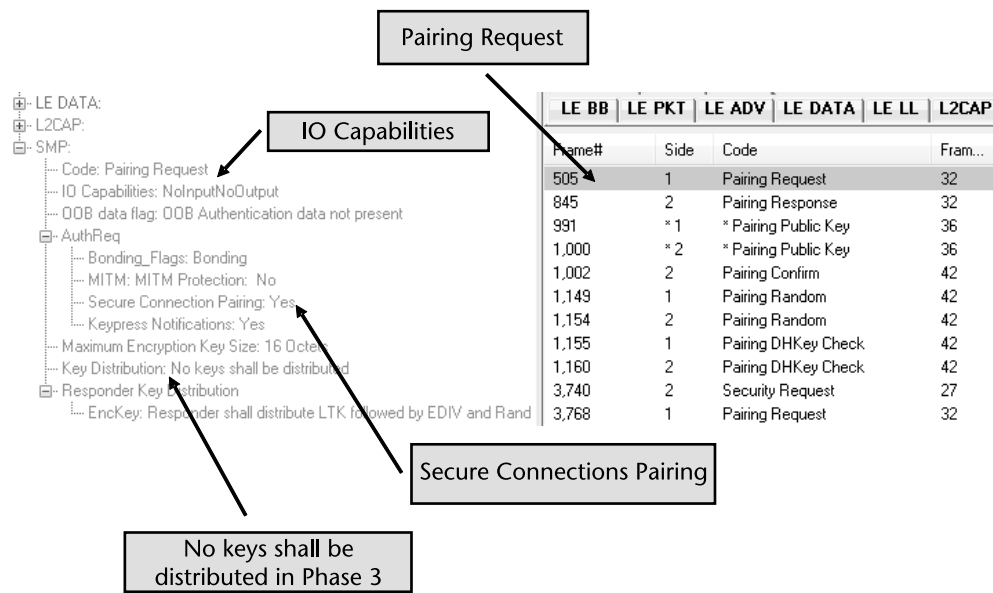 Pairing Request
LE DATA:
L2CAP:
SMP:
Code: Pairing Request
IO Capabilities: NoInputNoOutput
OOB data flag: OOB Authentication data not present
AuthReq
Bonding_Flags: Bonding
MITM: MITM Protection: No
Secure Connection Pairing: Yes
Keypress Notifications: Yes
Maximum Encryption Key Size: 16 Octets
Key Distribution: No keys shall be distributed
Responder Key Distribution
EncKey: Responder shall distribute LTK followed by EDIV and Rand
IO Capabilities
LE BB LE PKT LE ADV LE DATA LE LL L2CAP
Frame# Side Code Fram...
505 1 Pairing Request 32
845 2 Pairing Response 32
991 * 1 * Pairing Public Key 36
1,000 * 2 * Pairing Public Key 36
1,002 2 Pairing Confirm 42
1,149 1 Pairing Random 42
1,154 2 Pairing Random 42
1,155 1 Pairing DHKey Check 42
1,160 2 Pairing DHKey Check 42
3,740 2 Security Request 27
3,768 1 Pairing Request 32
Secure Connections Pairing
No keys shall be
distributed in Phase 3